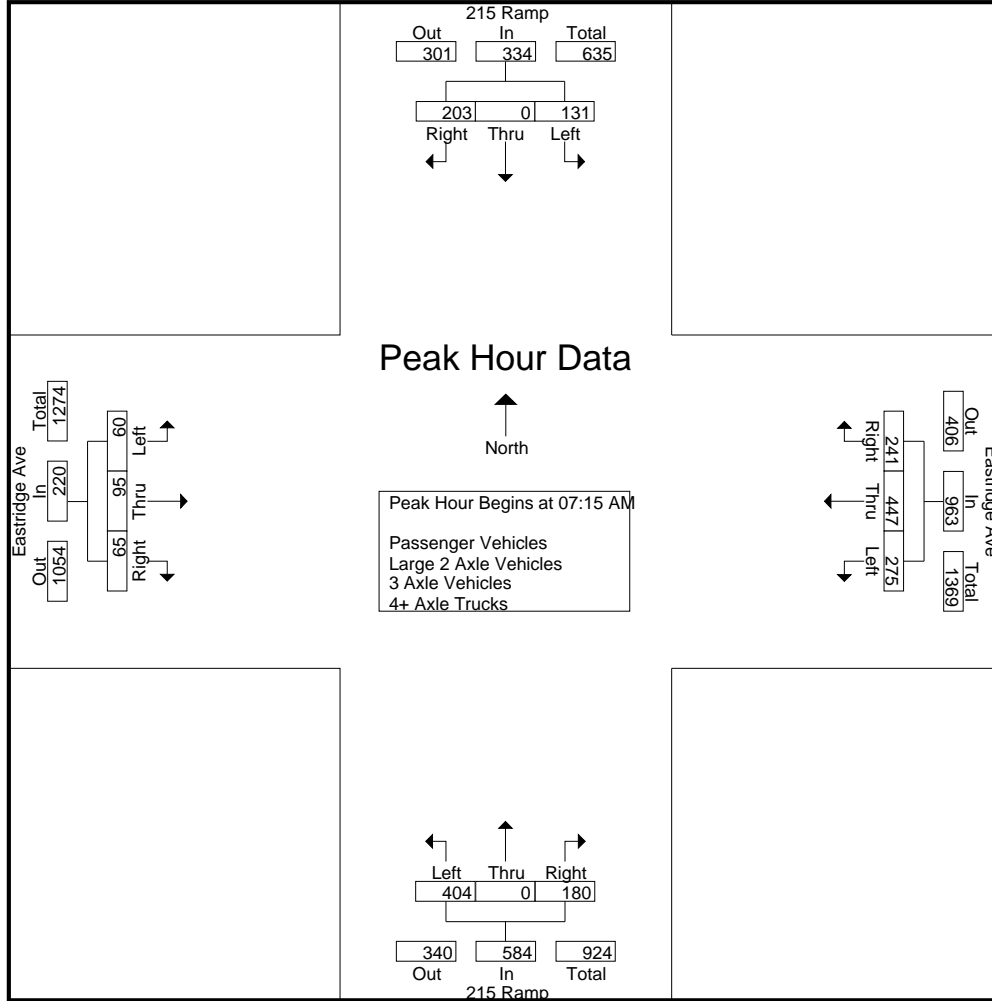 215 Ramp
Out In Total
301 334 635
203 0 131
Right Thru Left
Peak Hour Data
North
Peak Hour Begins at 07:15 AM
Passenger Vehicles
Large 2 Axle Vehicles
3 Axle Vehicles
4+ Axle Trucks
Eastridge Ave
Total In Out
1274 220 1054
60 95 65
Left Thru Right
Eastridge Ave
Out In Total
406 963 1369
241 447 275
Right Thru Left
Left Thru Right
404 0 180
340 584 924
Out In Total
215 Ramp